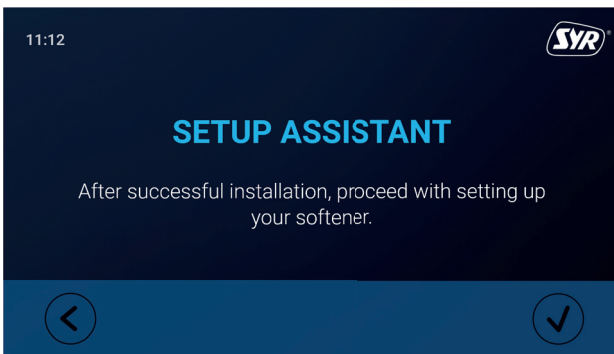 11:12
SYR
SETUP ASSISTANT
After successful installation, proceed with setting up
your softener.